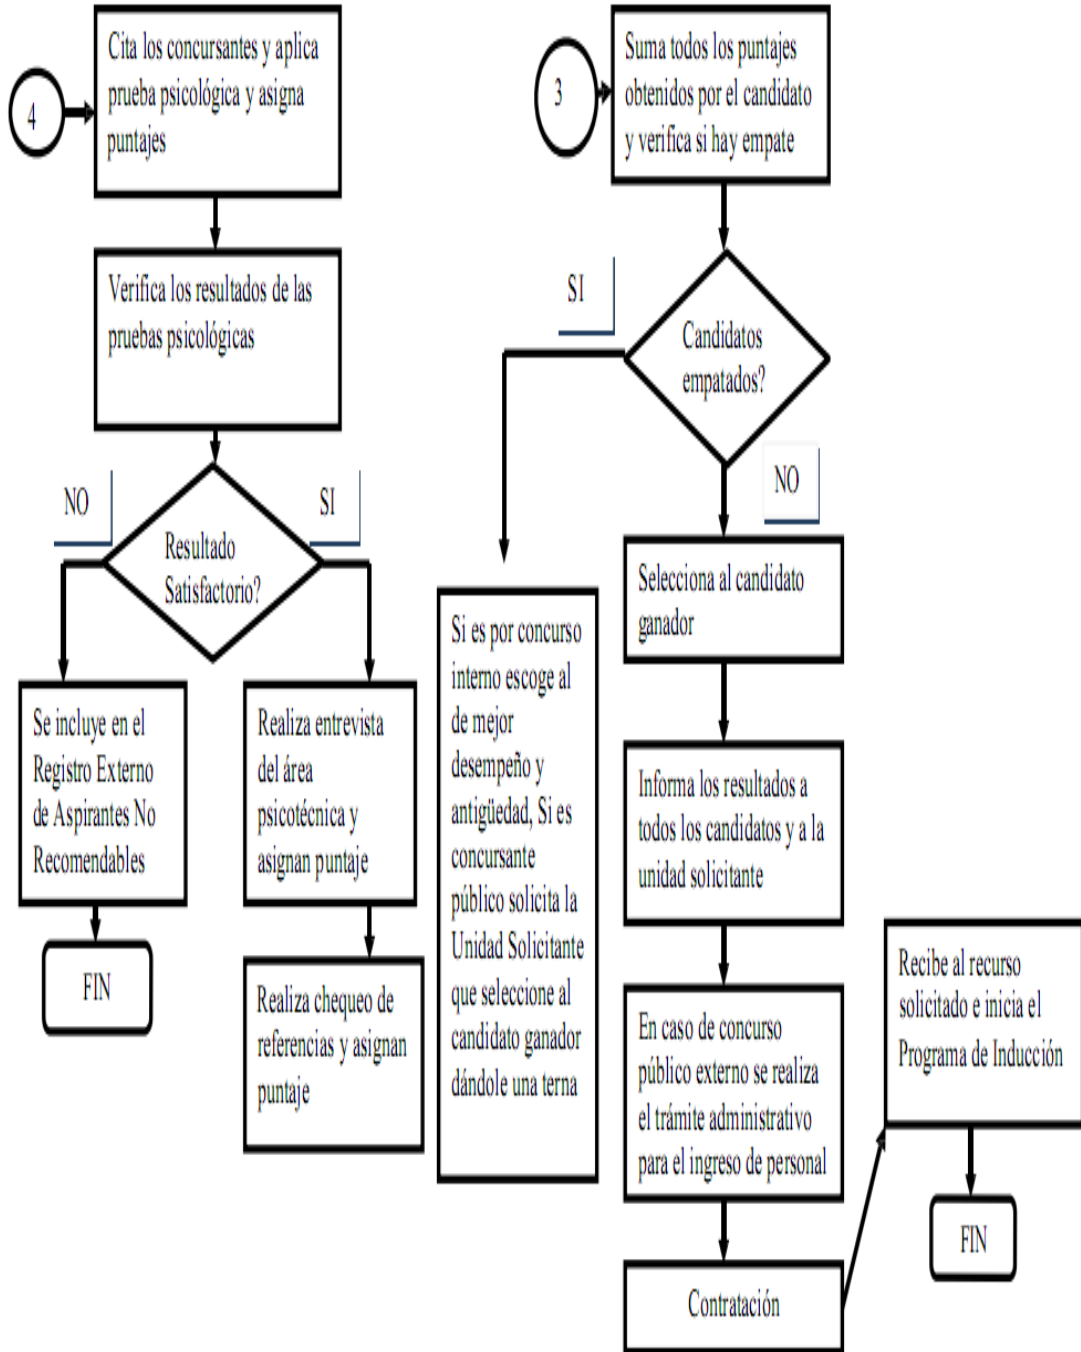 4
Cita los concursantes y aplica
prueba psicológica y asigna
puntajes
Verifica los resultados de las
pruebas psicológicas
NO
SI
Resultado
Satisfactorio?
Se incluye en el
Registro Externo
de Aspirantes No
Recomendables
FIN
Realiza entrevista
del área
psicotécnica y
asignan puntaje
Realiza chequeo de
referencias y asignan
puntaje
3
Suma todos los puntajes
obtenidos por el candidato
y verifica si hay empate
SI
Candidatos
empatados?
NO
Si es por concurso
interno escoge al
de mejor
desempeño y
antigüedad, Si es
concursante
público solicita la
Unidad Solicitante
que seleccione al
candidato ganador
dándole una terna
Selecciona al candidato
ganador
Informa los resultados a
todos los candidatos y a la
unidad solicitante
En caso de concurso
público externo se realiza
el trámite administrativo
para el ingreso de personal
Contratación
Recibe al recurso
solicitado e inicia el
Programa de Inducción
FIN